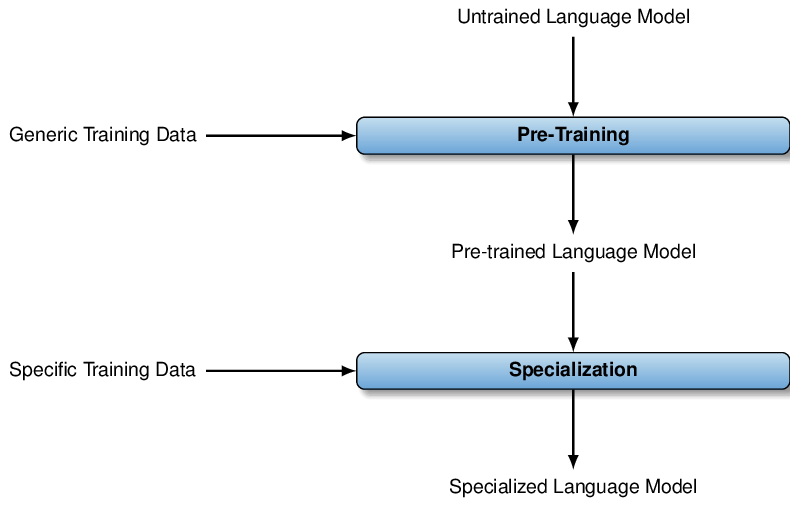 Untrained Language Model
Generic Training Data
Pre-Training
Pre-trained Language Model
Specific Training Data
Specialization
Specialized Language Model